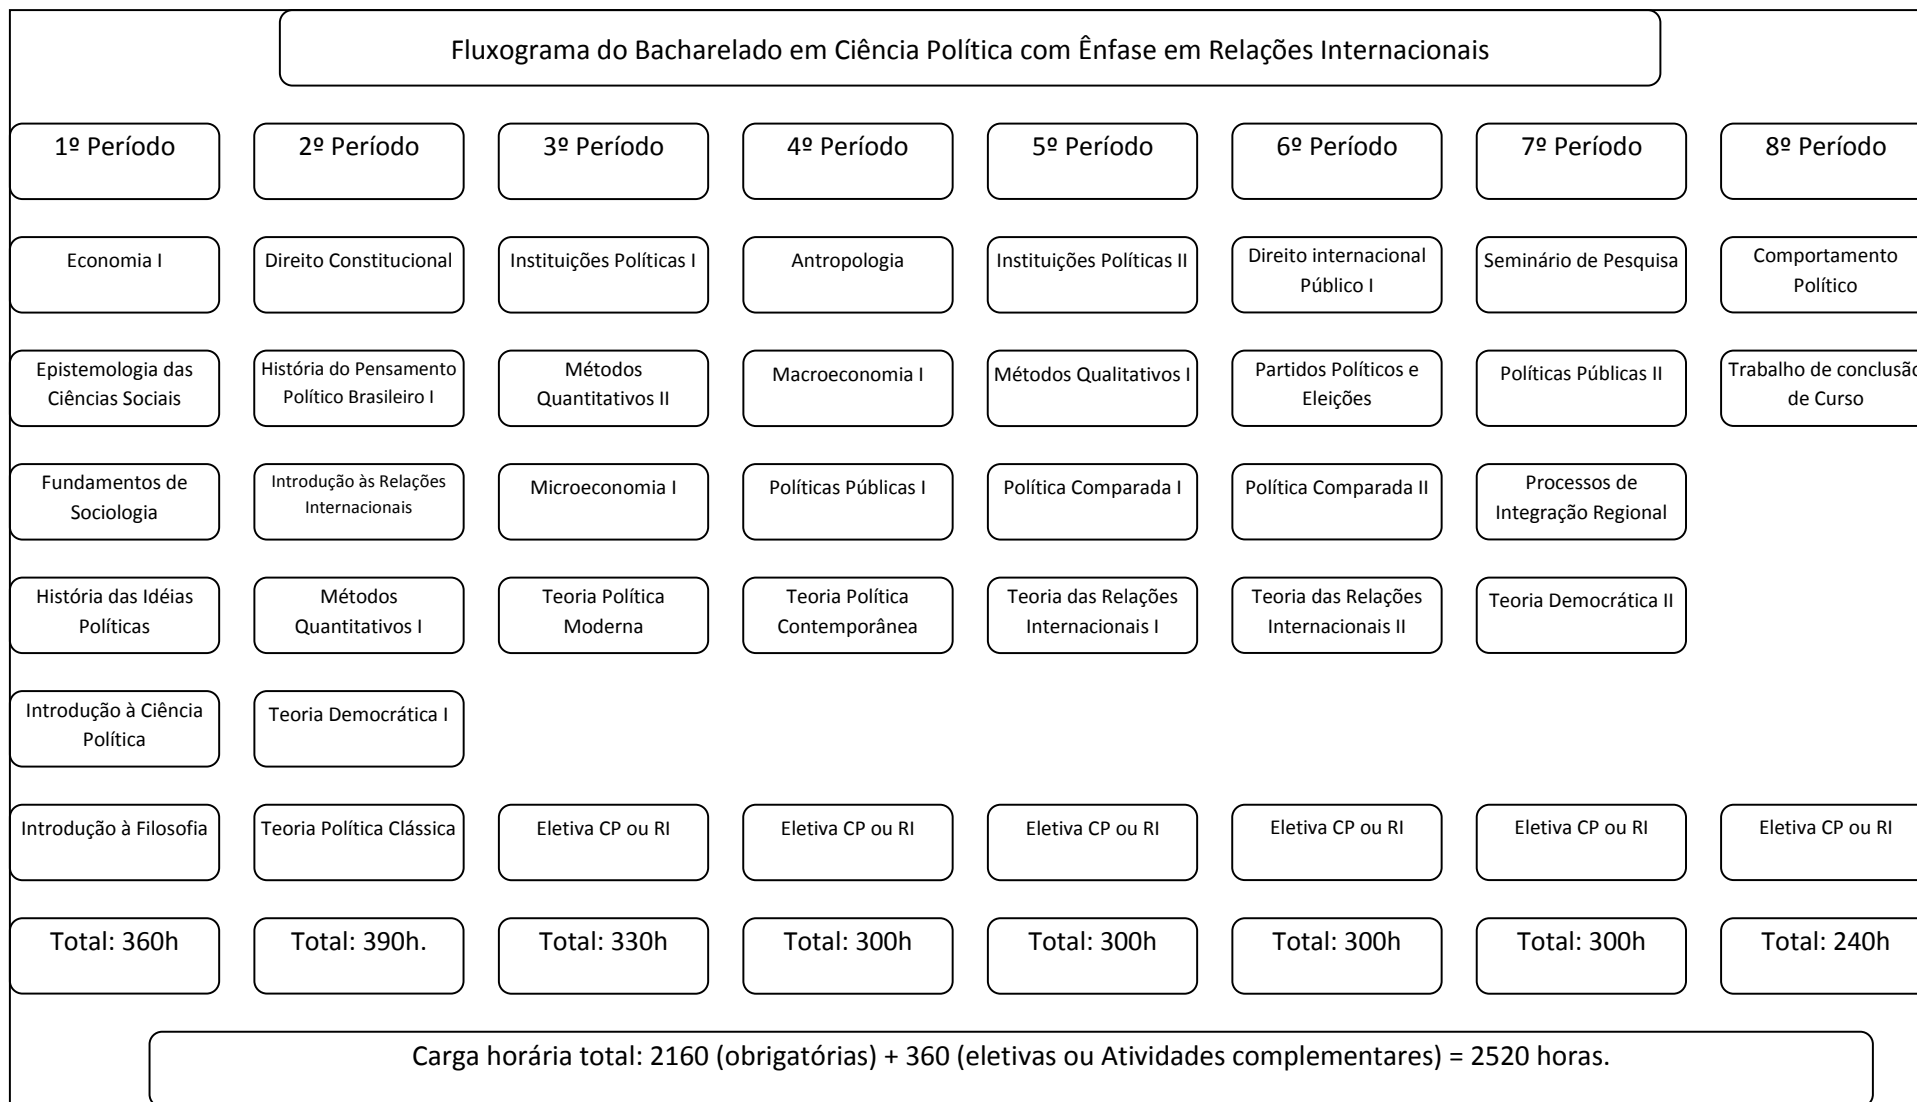 Fluxograma do Bacharelado em Ciência Política com Ênfase em Relações Internacionais
1º Período
2º Período
3º Período
4º Período
5º Período
6º Período
7º Período
8º Período
Economia I
Direito Constitucional
Instituições Políticas I
Antropologia
Instituições Políticas II
Direito internacional
Público I
Seminário de Pesquisa
Comportamento
Político
Epistemologia das
Ciências Sociais
História do Pensamento
Político Brasileiro I
Métodos
Quantitativos II
Macroeconomia I
Métodos Qualitativos I
Partidos Políticos e
Eleições
Políticas Públicas II
Trabalho de conclusão
de Curso
Fundamentos de
Sociologia
Introdução às Relações
Internacionais
Microeconomia I
Políticas Públicas I
Política Comparada I
Política Comparada II
Processos de
Integração Regional
História das Idéias
Políticas
Métodos
Quantitativos I
Teoria Política
Moderna
Teoria Política
Contemporânea
Teoria das Relações
Internacionais I
Teoria das Relações
Internacionais II
Teoria Democrática II
Introdução à Ciência
Política
Teoria Democrática I
Introdução à Filosofia
Teoria Política Clássica
Eletiva CP ou RI
Eletiva CP ou RI
Eletiva CP ou RI
Eletiva CP ou RI
Eletiva CP ou RI
Eletiva CP ou RI
Total: 360h
Total: 390h.
Total: 330h
Total: 300h
Total: 300h
Total: 300h
Total: 300h
Total: 240h
Carga horária total: 2160 (obrigatórias) + 360 (eletivas ou Atividades complementares) = 2520 horas.